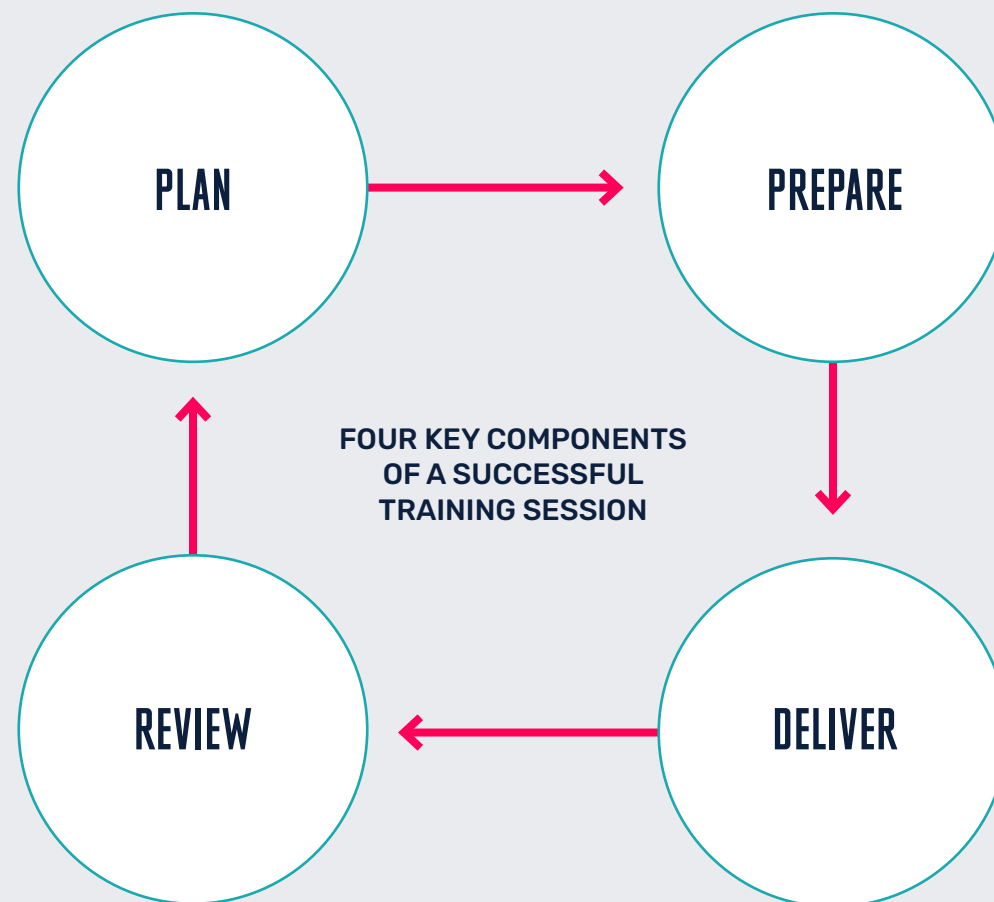 PLAN
PREPARE
FOUR KEY COMPONENTS
OF A SUCCESSFUL
TRAINING SESSION
REVIEW
DELIVER